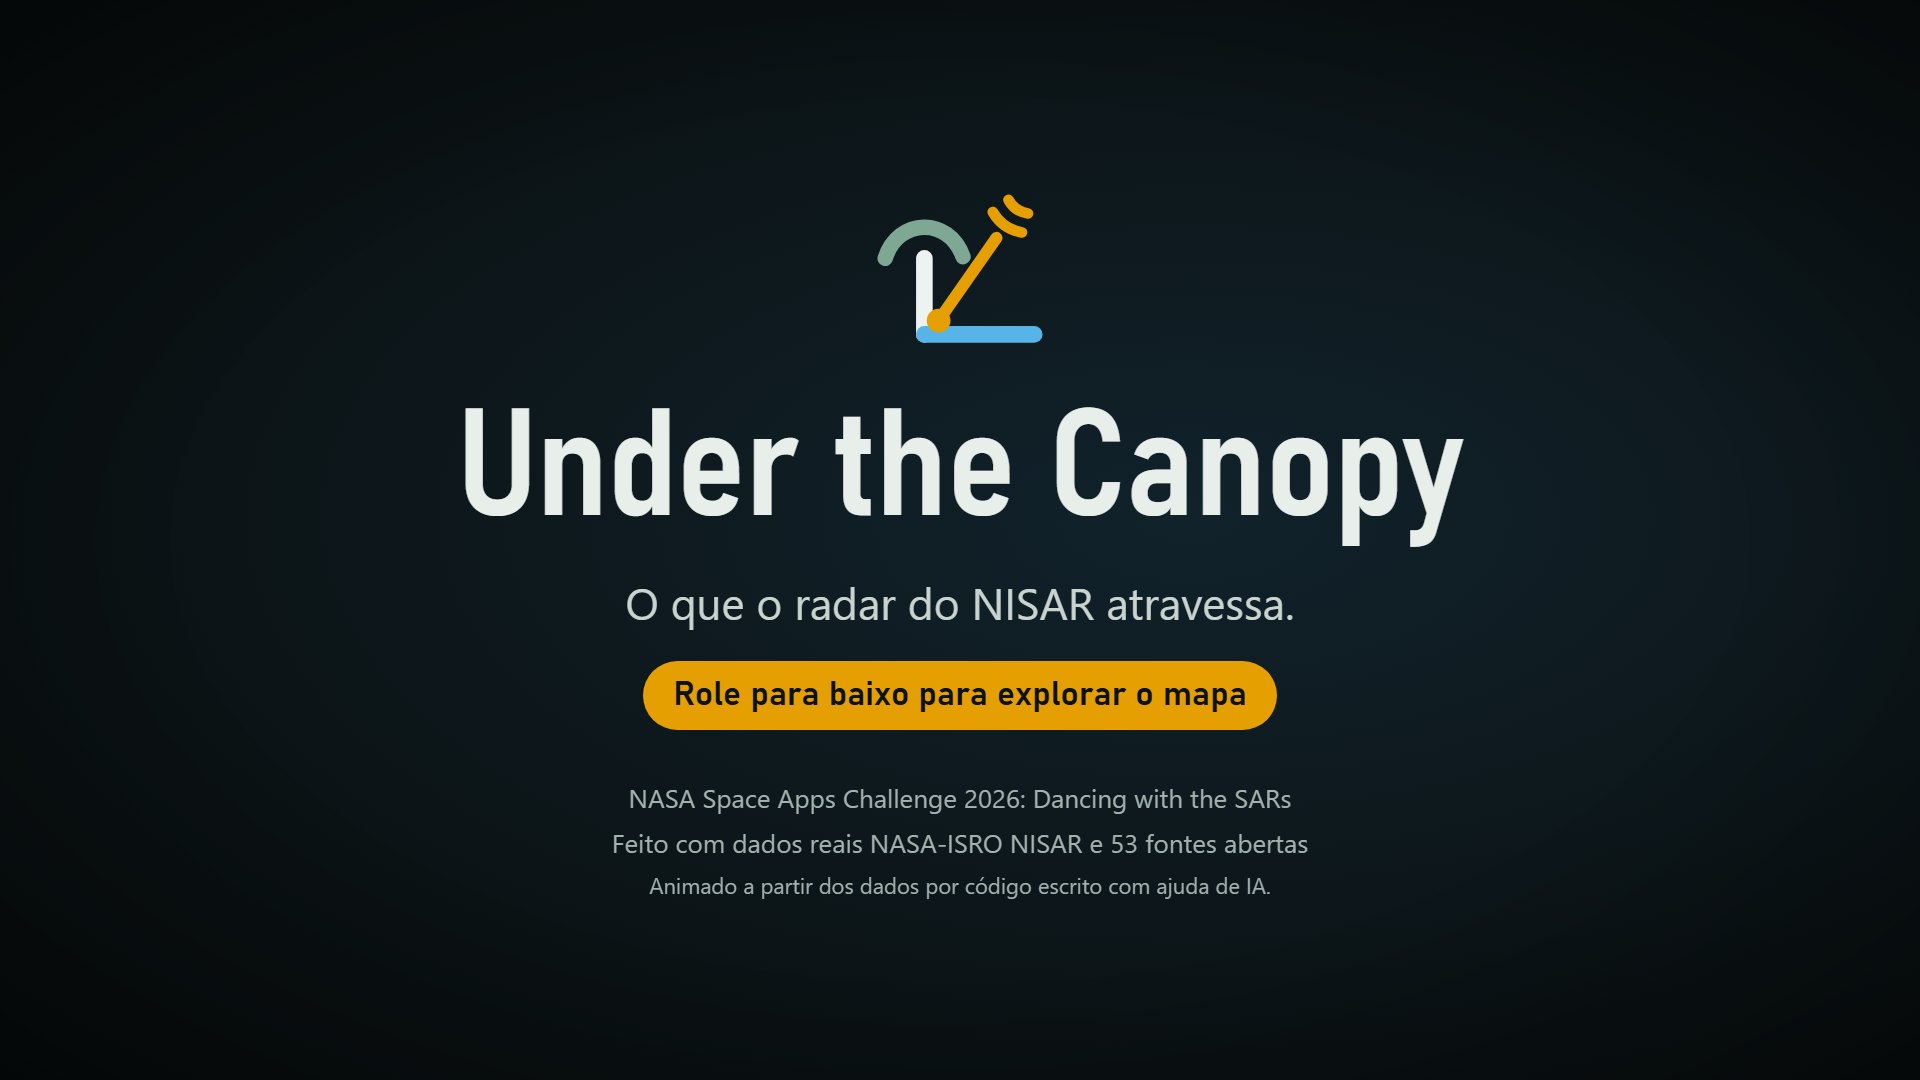 Under the Canopy
O que o radar do NISAR atravessa.
Role para baixo para explorar o mapa
NASA Space Apps Challenge 2026: Dancing with the SARs
Feito com dados reais NASA-ISRO NISAR e 53 fontes abertas
Animado a partir dos dados por código escrito com ajuda de IA.